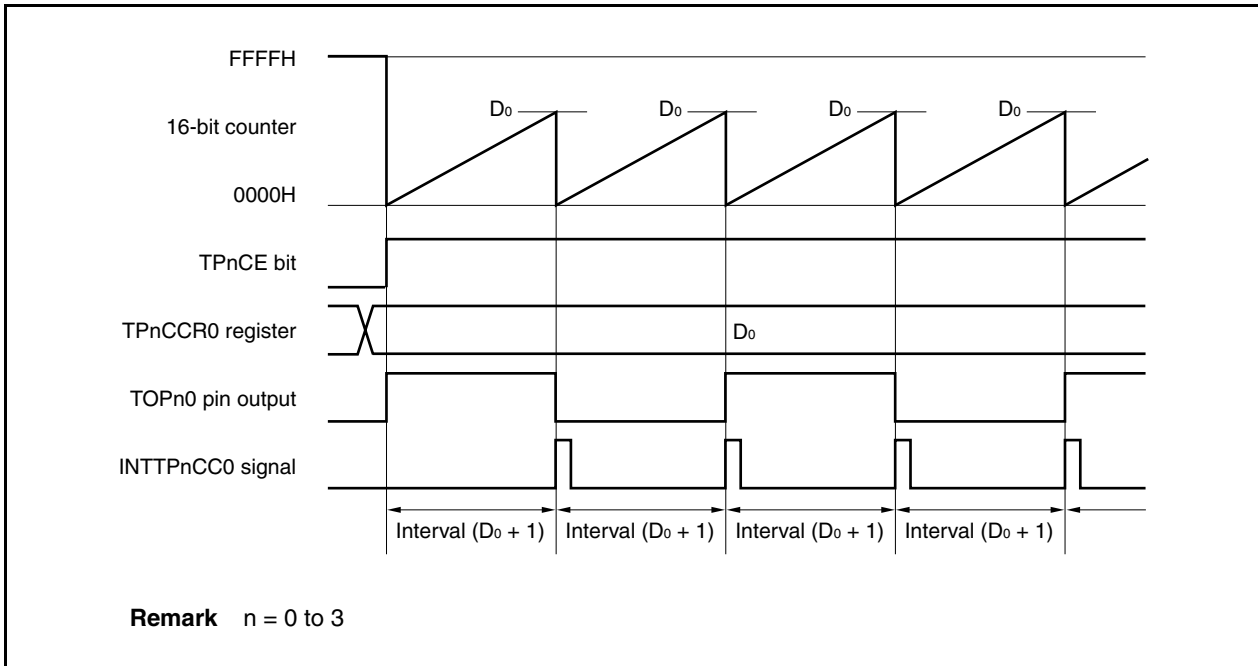 FFFFH
D0 D0 D0 D0
16-bit counter
0000H
TPnCE bit
TPnCCR0 register D0
TOPn0 pin output
INTTPnCC0 signal
Interval (D0 + 1) Interval (D0 + 1) Interval (D0 + 1) Interval (D0 + 1)
Remark n = 0 to 3